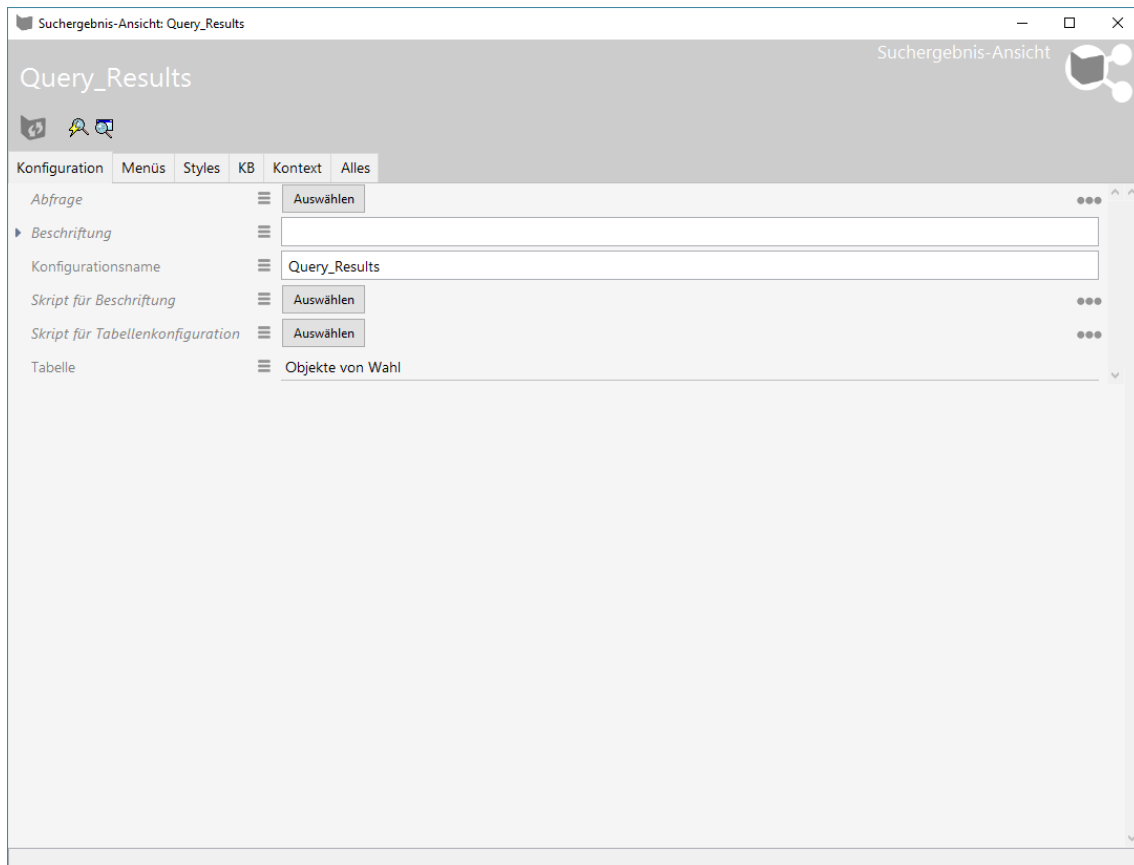 Suchergebnis-Ansicht: Query_Results
Suchergebnis-Ansicht
Query_Results
Konfiguration Menüs Styles KB Kontext Alles
Abfrage Auswählen
Beschriftung
Konfigurationsname Query_Results
Skript für Beschriftung Auswählen
Skript für Tabellenkonfiguration Auswählen
Tabelle Objekte von Wahl